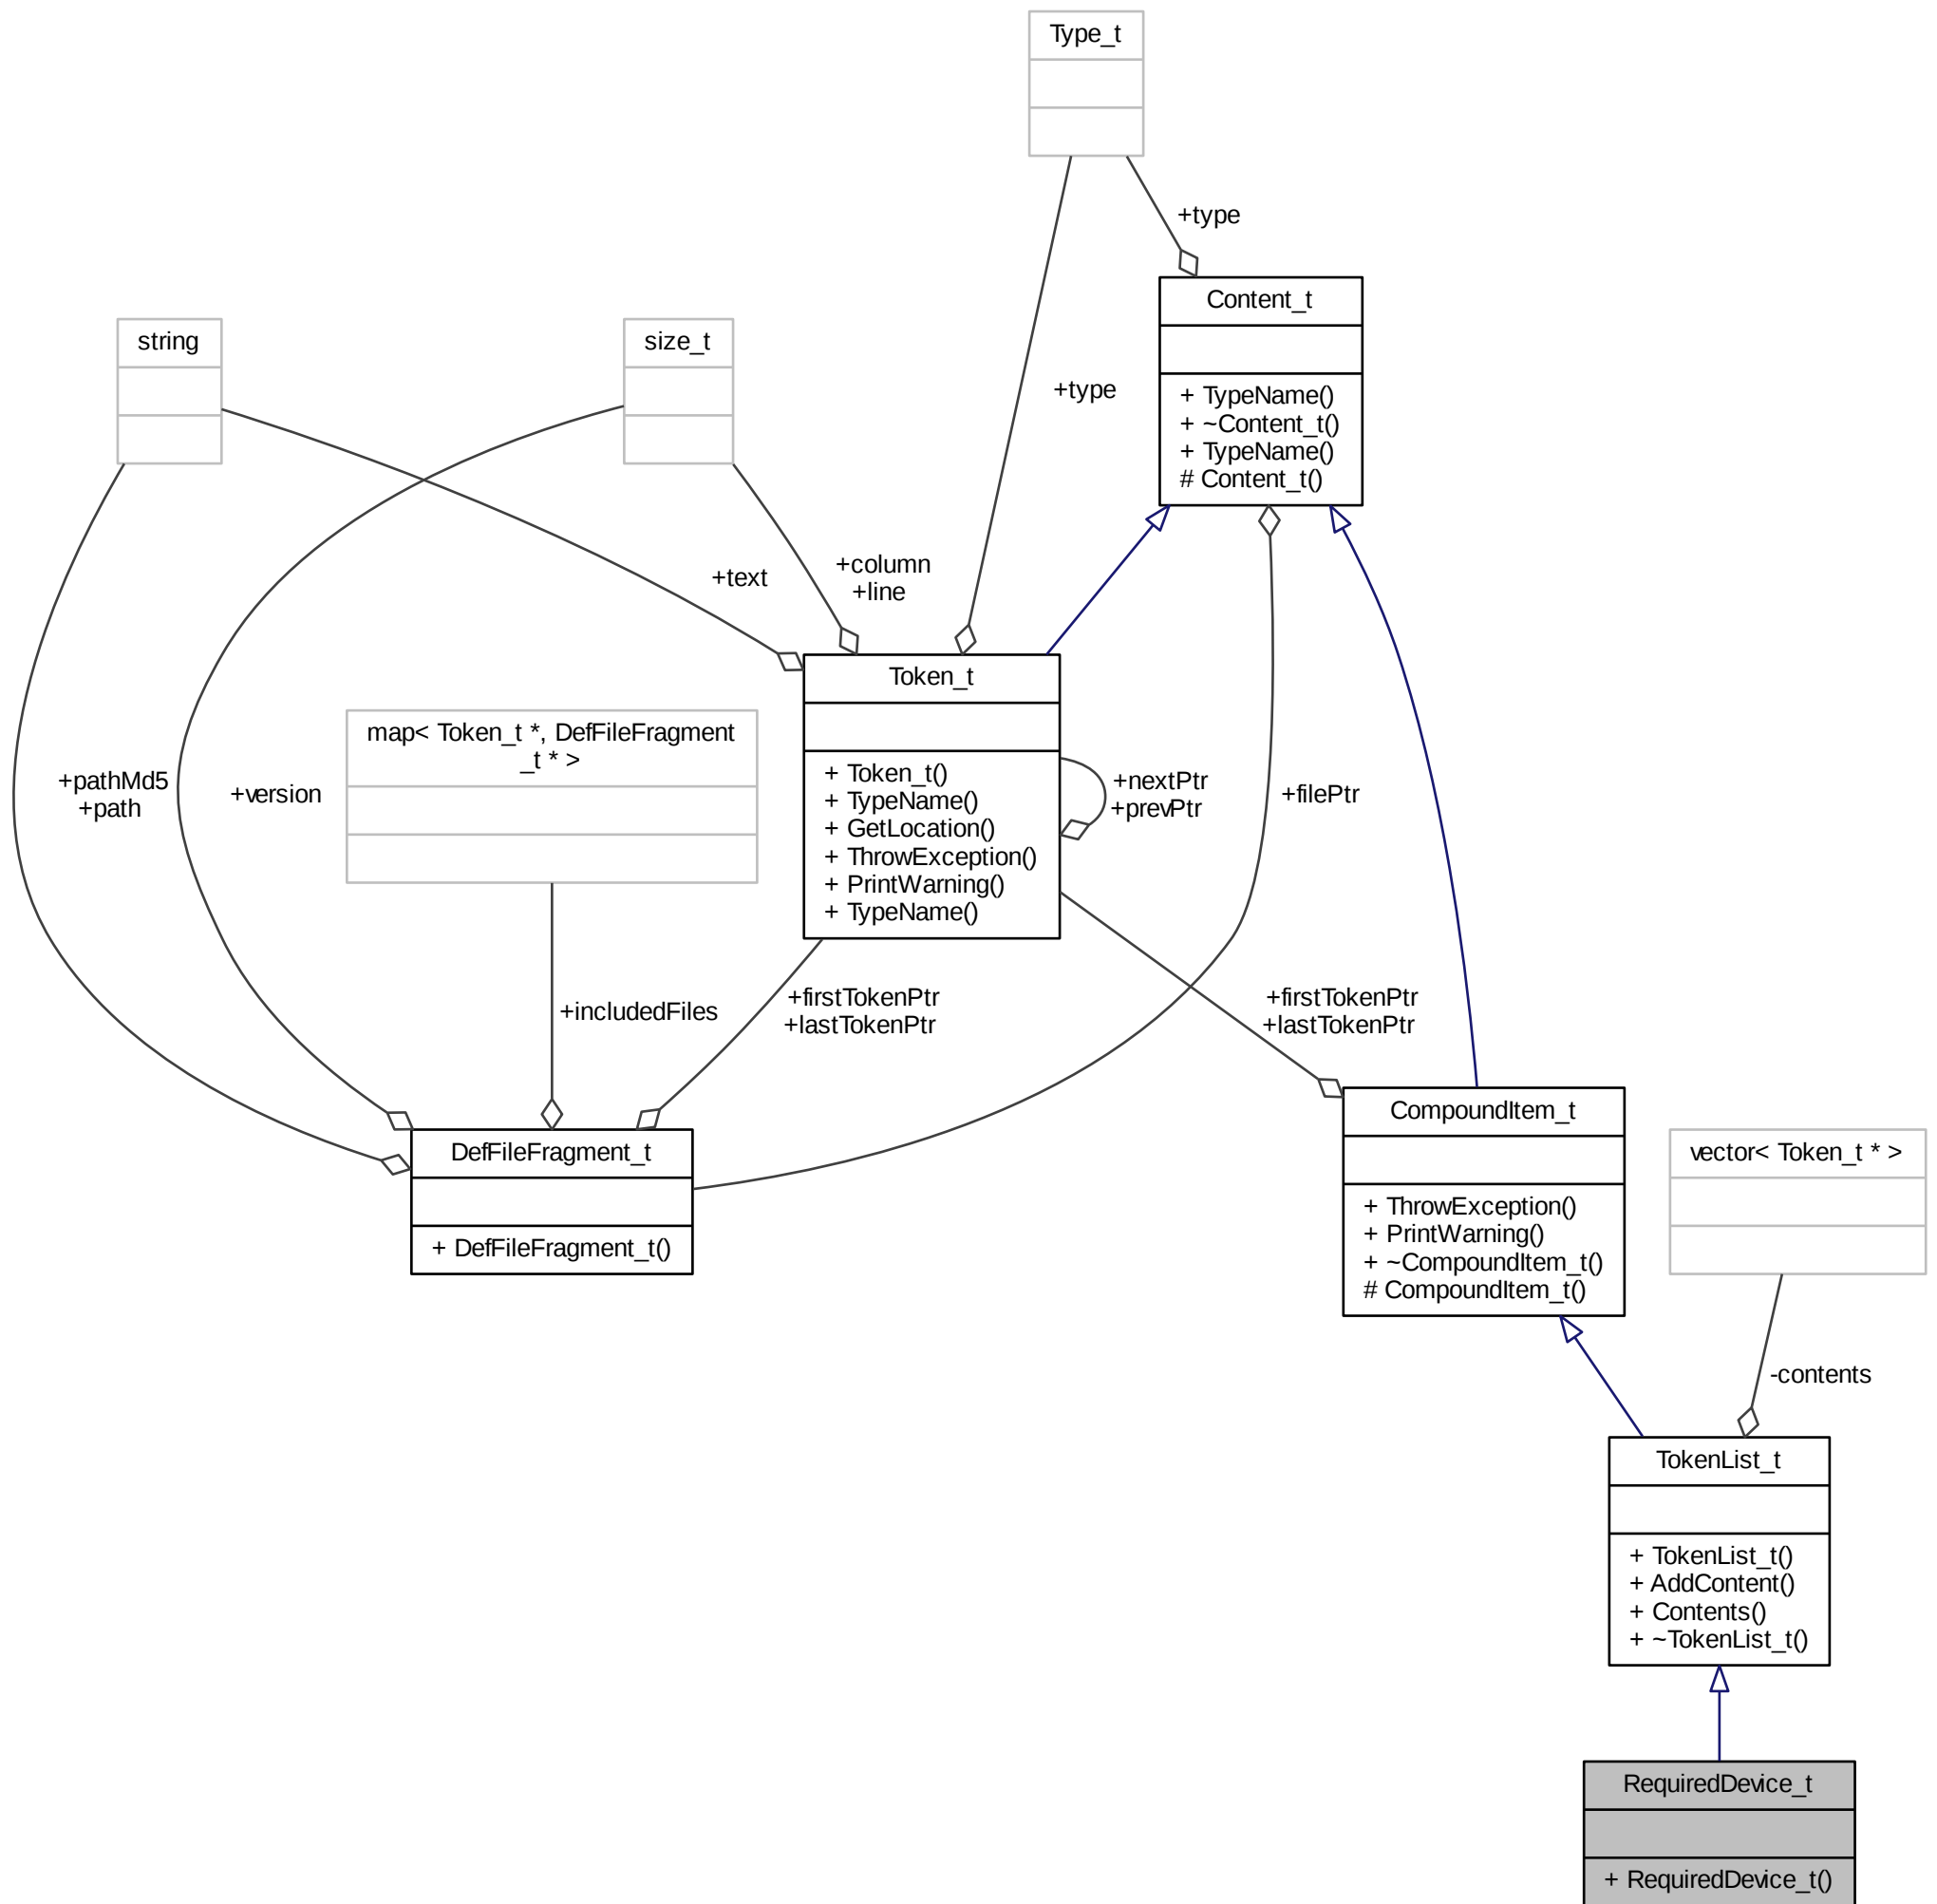 Type_t
+type
Content_t
+ TypeName()
+ ~Content_t()
+ TypeName()
# Content_t()
string
size_t
+type
+text
+column
+line
Token_t
+ Token_t()
+ TypeName()
+ GetLocation()
+ ThrowException()
+ PrintWarning()
+ TypeName()
map< Token_t *, DefFileFragment
_t * >
+pathMd5
+path
+version
+nextPtr
+prevPtr
+filePtr
+includedFiles
+firstTokenPtr
+lastTokenPtr
+firstTokenPtr
+lastTokenPtr
DefFileFragment_t
+ DefFileFragment_t()
CompoundItem_t
+ ThrowException()
+ PrintWarning()
+ ~CompoundItem_t()
# CompoundItem_t()
vector< Token_t * >
-contents
TokenList_t
+ TokenList_t()
+ AddContent()
+ Contents()
+ ~TokenList_t()
RequiredDevice_t
+ RequiredDevice_t()